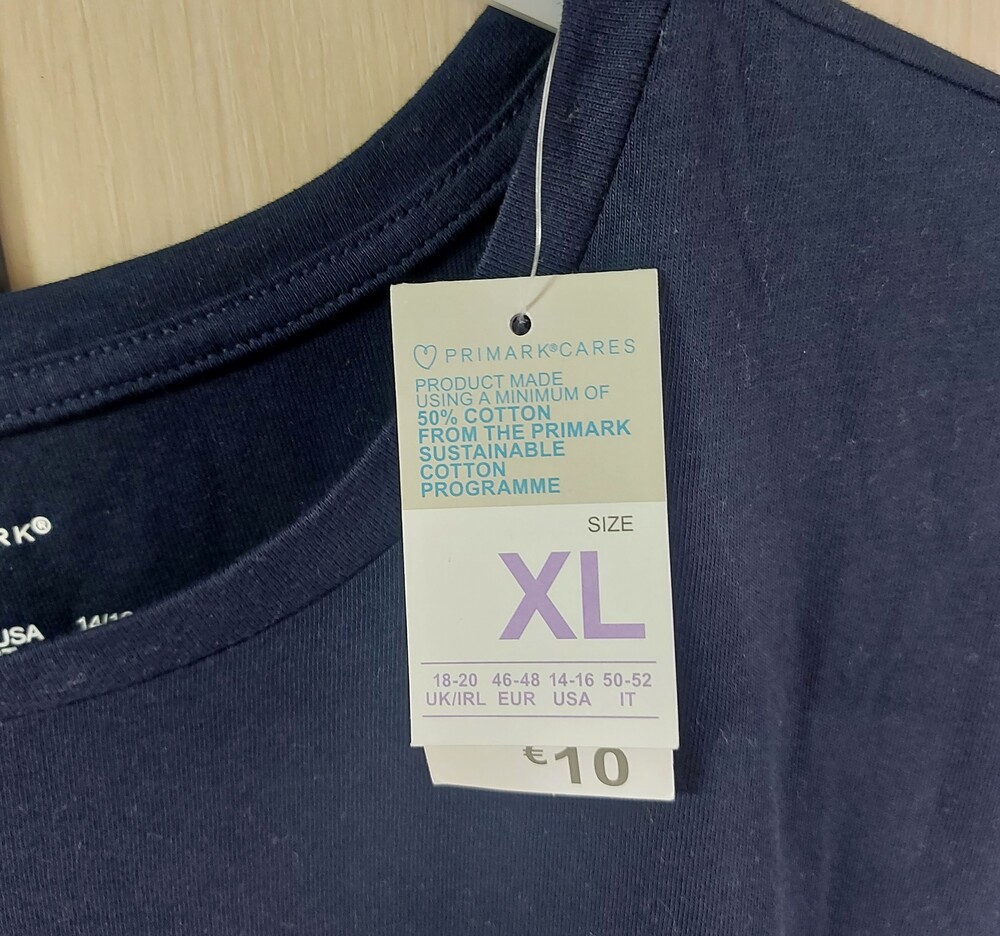 PRIMARK®CARES
PRODUCT MADE
USING A MINIMUM OF
50% COTTON
FROM THE PRIMARK
SUSTAINABLE
COTTON
PROGRAMME
SIZE
XL
18-20 46-48 14-16 50-52
UK/IRL EUR USA IT
€10
RK®
USA